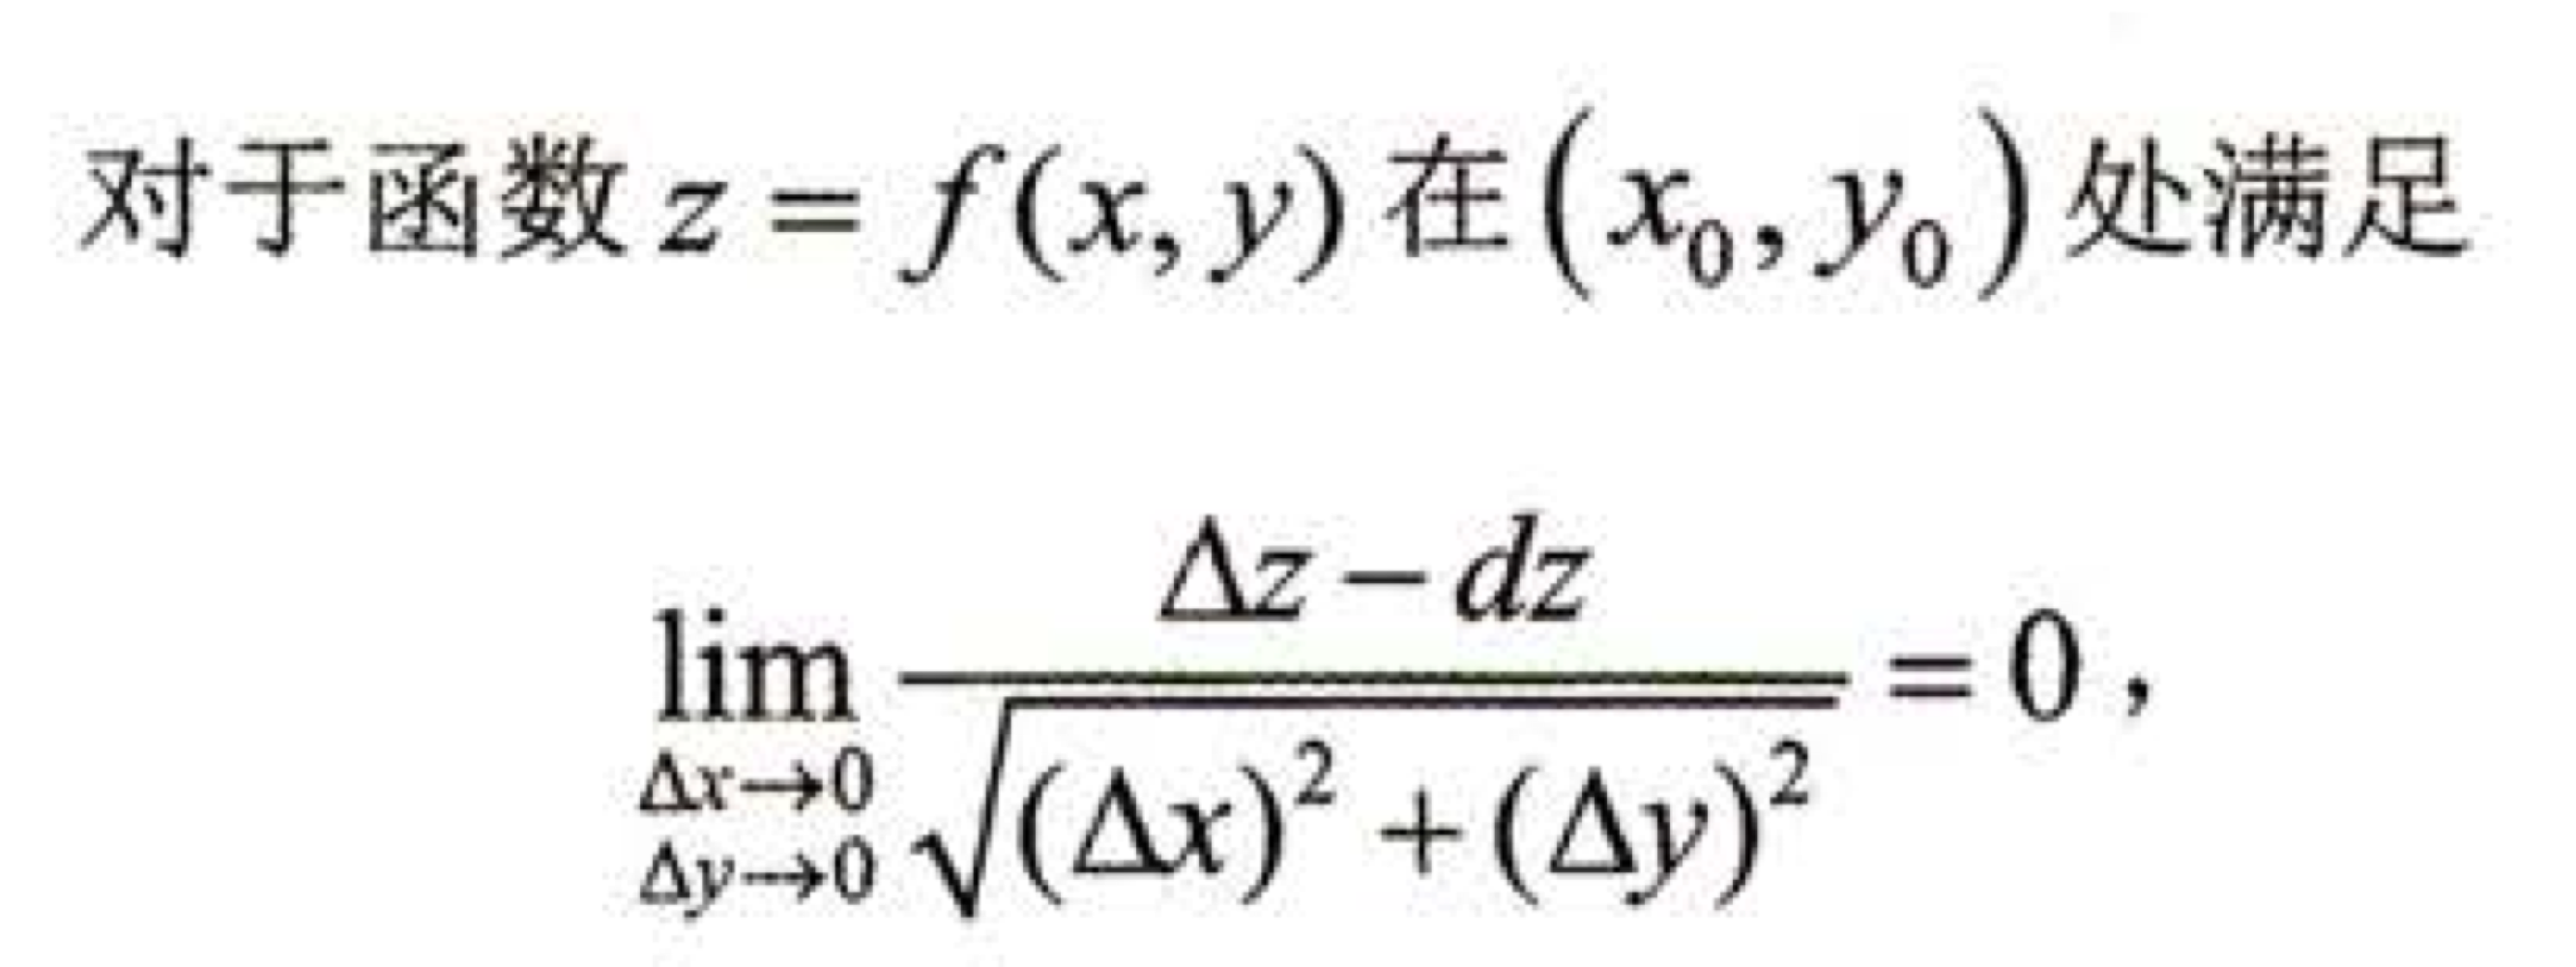 对于函数 z = f(x, y) 在 (x₀, y₀) 处满足
lim_{Δx→0, Δy→0} (Δz − dz) / √((Δx)² + (Δy)²) = 0，